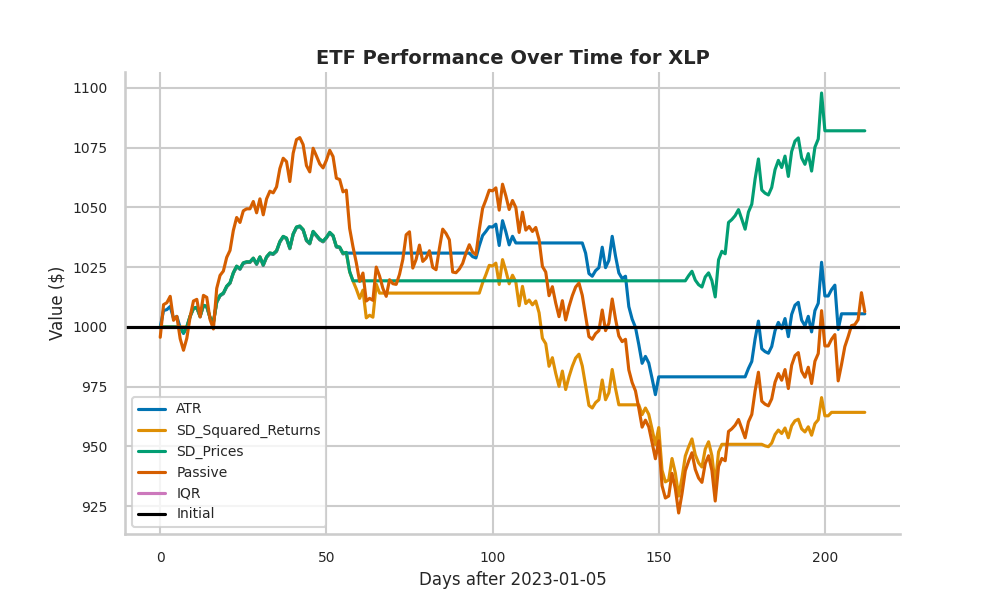 ETF Performance Over Time for XLP
Value ($)
1100
1075
1050
1025
1000
975
950
925
ATR
SD_Squared_Returns
SD_Prices
Passive
IQR
Initial
0 50 100 150 200
Days after 2023-01-05